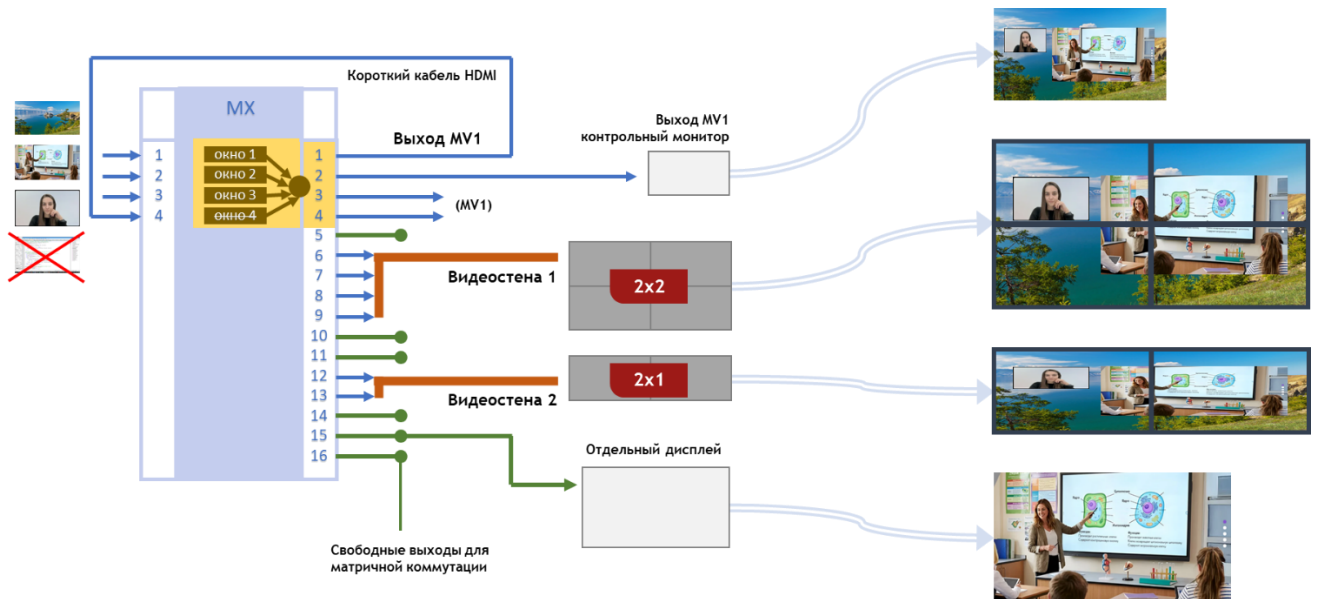 Короткий кабель HDMI
MX
Выход MV1
Выход MV1
контрольный монитор
1
2
3
4
окно 1
окно 2
окно 3
окно 4
1
2
3
4
5
6
7
8
9
10
11
12
13
14
15
16
(MV1)
Видеостена 1
2x2
Видеостена 2
2x1
Отдельный дисплей
Свободные выходы для
матричной коммутации